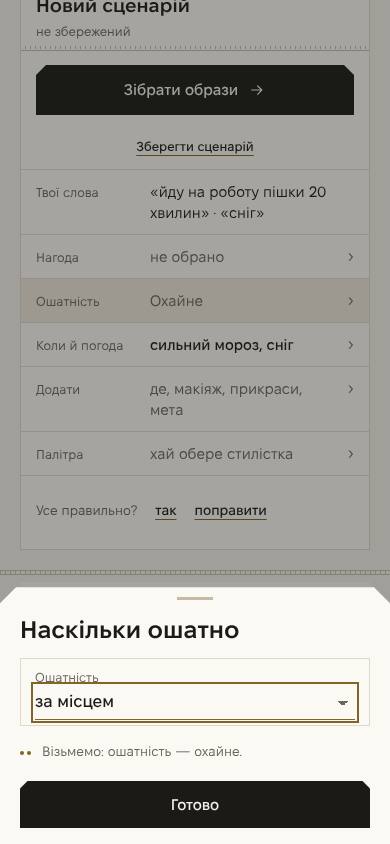 Новий сценарій
не збережений
Зібрати образи →
Зберегти сценарій
Твої слова
«йду на роботу пішки 20
хвилин» · «сніг»
Нагода
не обрано
Ошатність
Охайне
Коли й погода
сильний мороз, сніг
Додати
де, макіяж, прикраси,
мета
Палітра
хай обере стилістка
Усе правильно? так поправити
Наскільки ошатно
Ошатність
за місцем
Візьмемо: ошатність — охайне.
Готово